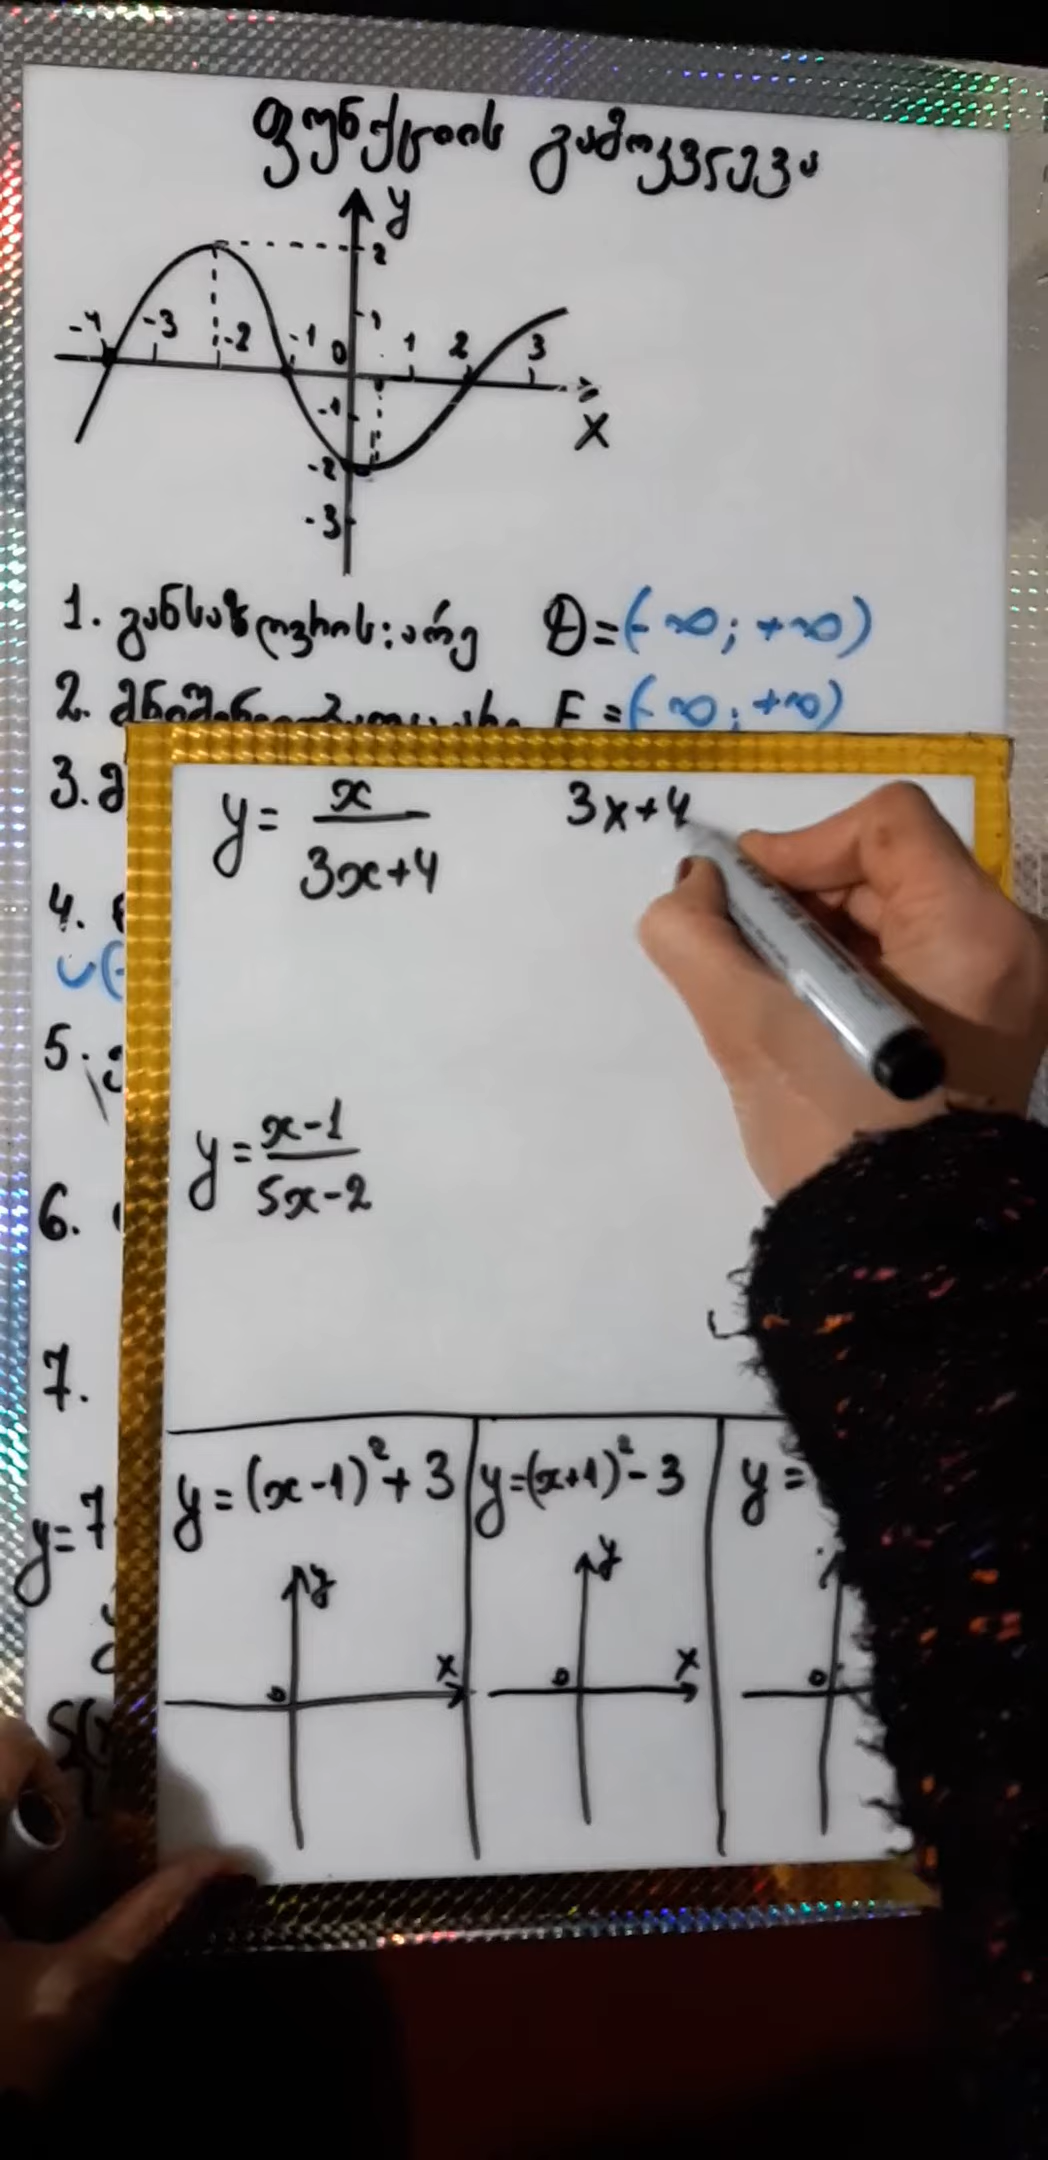 ფუნქციის გამოკვლევა
y
2
1
-4 -3 -2 -1 0 1 2 3
-1
x
-2
-3
1. განსაზღვრის არე D=(-∞; +∞)
2. E=(-∞; +∞)
3.
y = x / 3x+4 3x+4
4.
5.
y = x-1 / 5x-2
6.
7.
y = (x-1)² + 3 y=(x+1)² - 3 y =
y=7
y y
x x
0 0 0